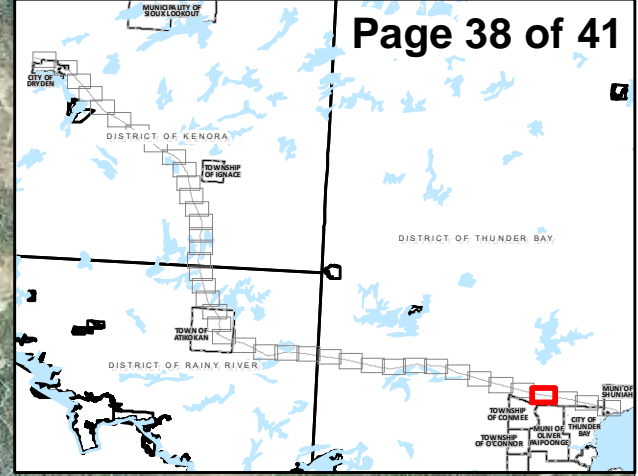 MUNICIPALITY OF
SIOUX LOOKOUT
Page 38 of 41
CITY OF
DRYDEN
DISTRICT OF KENORA
TOWNSHIP
OF IGNACE
DISTRICT OF THUNDER BAY
TOWN OF
ATIKOKAN
DISTRICT OF RAINY RIVER
MUNI OF
SHUNIAH
TOWNSHIP
OF CONMEE
CITY OF
THUNDER
BAY
MUNI OF
OLIVER
PAIPOONGE
TOWNSHIP
OF O'CONNOR